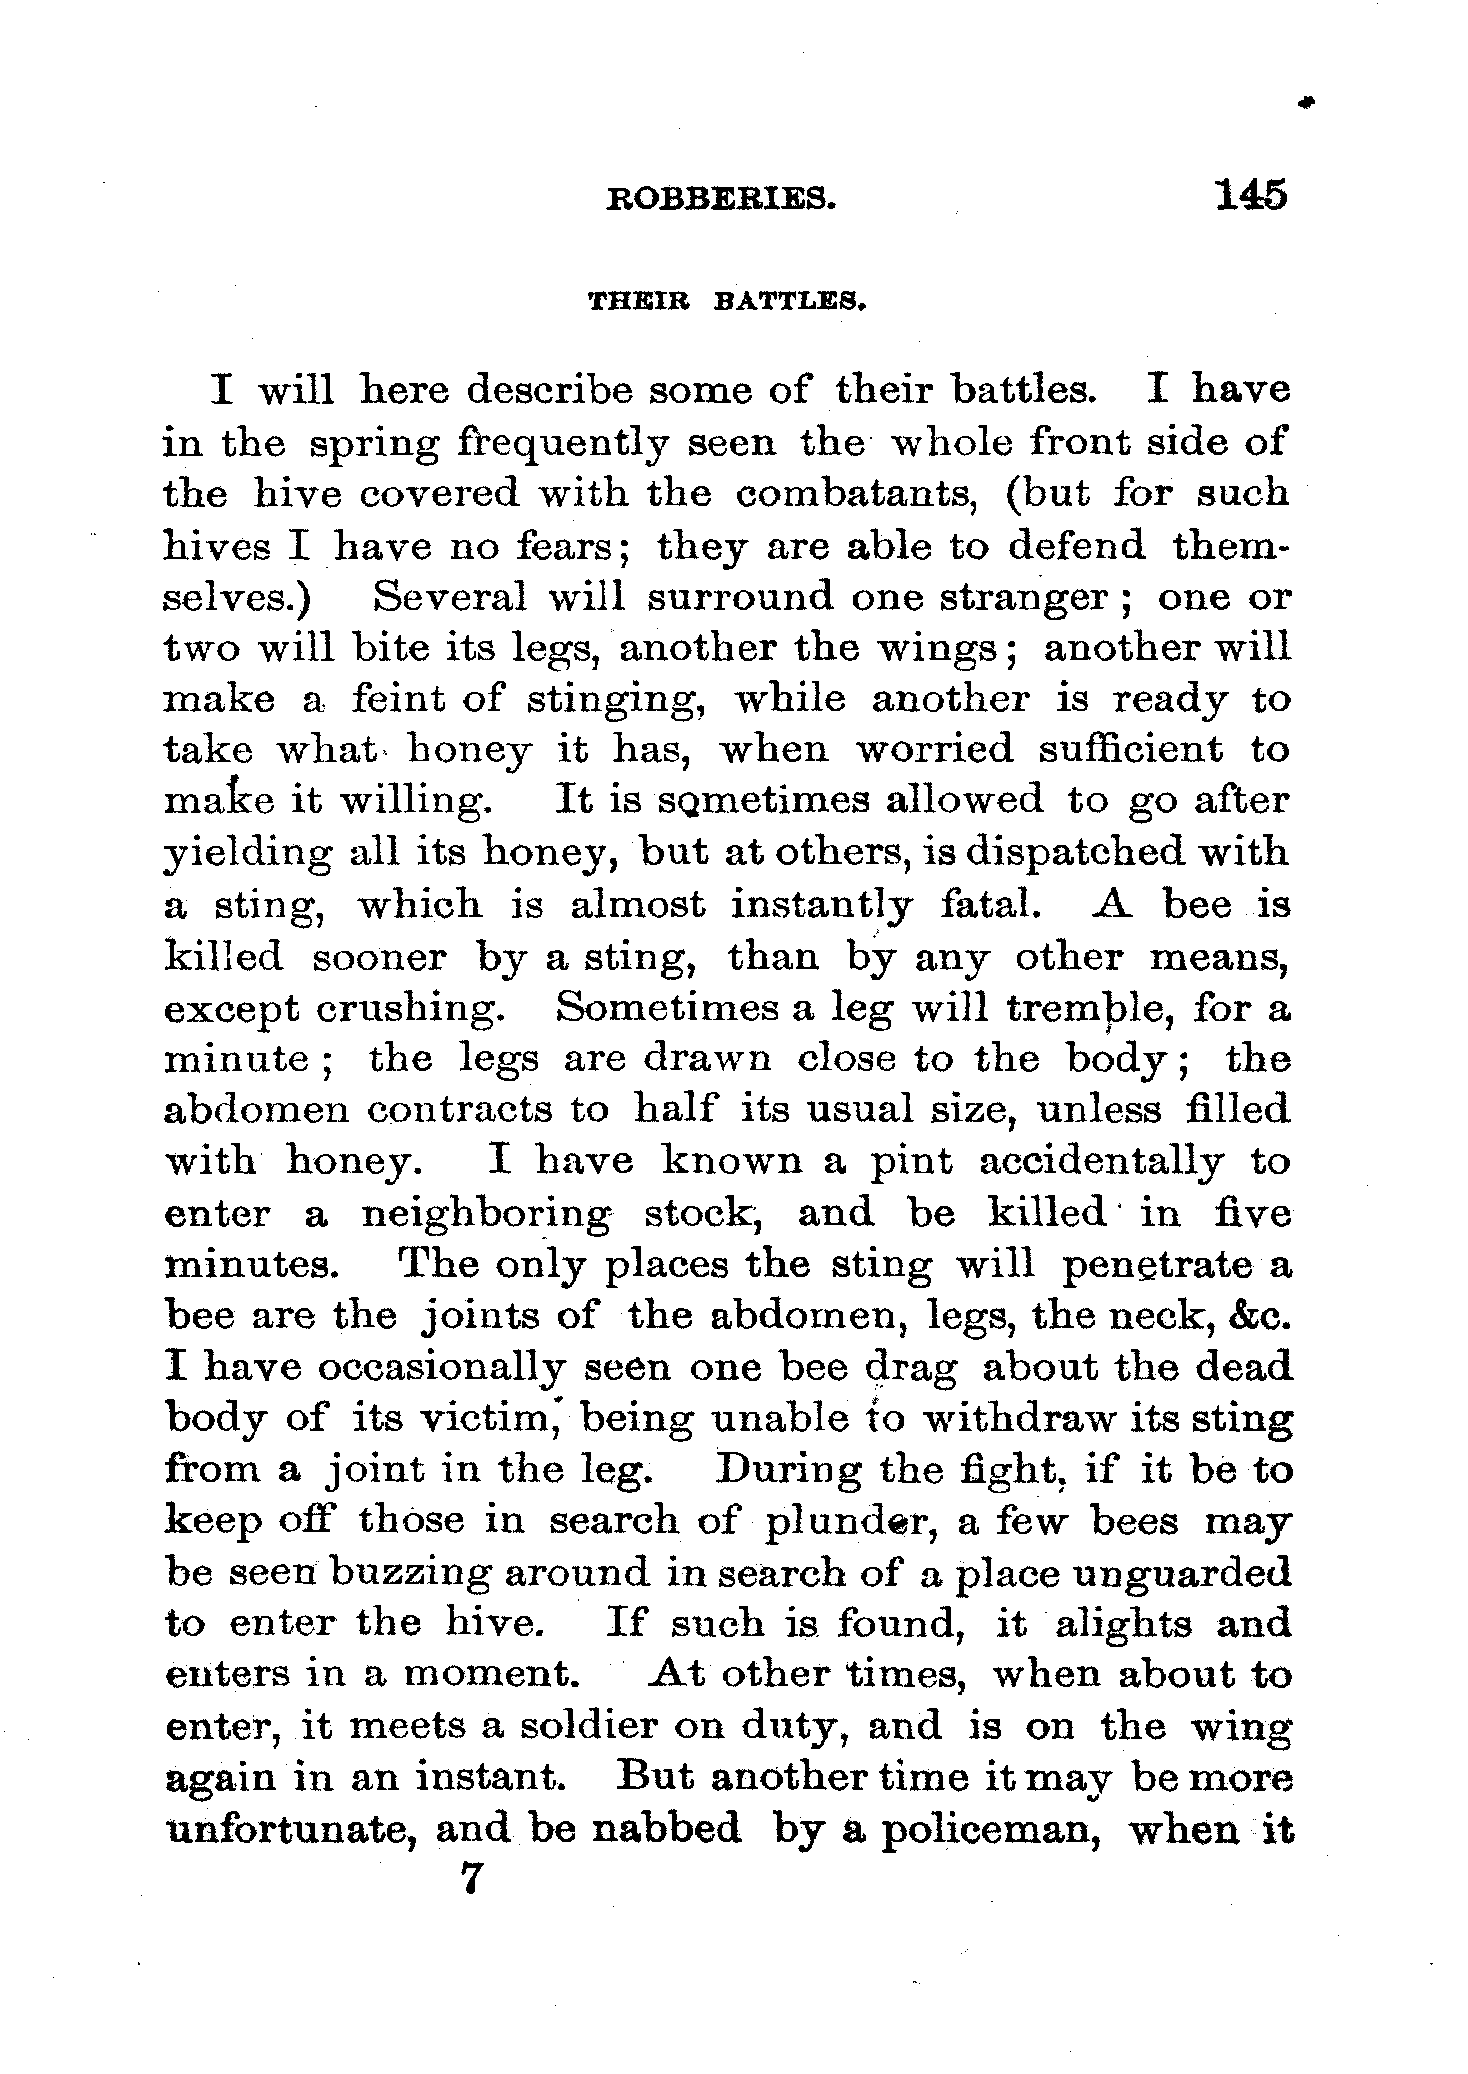 ROBBERIES. 145
THEIR BATTLES.
I will here describe some of their battles. I have
in the spring frequently seen the whole front side of
the hive covered with the combatants, (but for such
hives I have no fears; they are able to defend them-
selves.) Several will surround one stranger; one or
two will bite its legs, another the wings; another will
make a feint of stinging, while another is ready to
take what honey it has, when worried sufficient to
make it willing. It is sometimes allowed to go after
yielding all its honey, but at others, is dispatched with
a sting, which is almost instantly fatal. A bee is
killed sooner by a sting, than by any other means,
except crushing. Sometimes a leg will tremble, for a
minute; the legs are drawn close to the body; the
abdomen contracts to half its usual size, unless filled
with honey. I have known a pint accidentally to
enter a neighboring stock, and be killed in five
minutes. The only places the sting will penetrate a
bee are the joints of the abdomen, legs, the neck, &c.
I have occasionally seen one bee drag about the dead
body of its victim, being unable to withdraw its sting
from a joint in the leg. During the fight, if it be to
keep off those in search of plunder, a few bees may
be seen buzzing around in search of a place unguarded
to enter the hive. If such is found, it alights and
enters in a moment. At other times, when about to
enter, it meets a soldier on duty, and is on the wing
again in an instant. But another time it may be more
unfortunate, and be nabbed by a policeman, when it
7